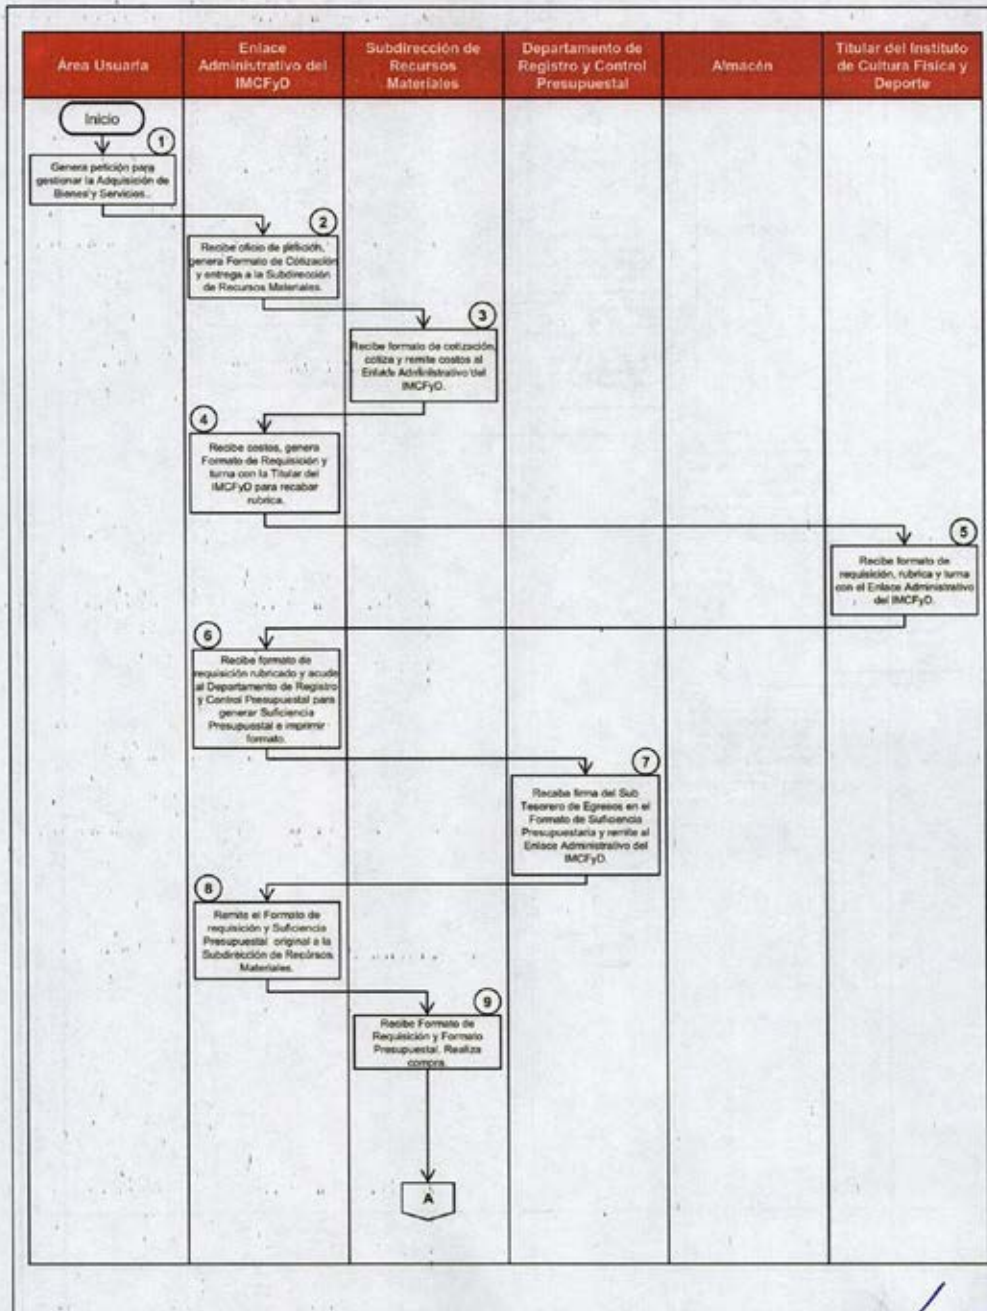 Área Usuaria
Enlace
Administrativo del
IMCFyD
Subdirección de
Recursos
Materiales
Departamento de
Registro y Control
Presupuestal
Almacén
Titular del Instituto
de Cultura Física y
Deporte
Inicio
1
Genera petición para
gestionar la Adquisición de
Bienes y Servicios..
2
Recibe oficio de petición,
genera Formato de Cotización
y entrega a la Subdirección
de Recursos Materiales.
3
Recibe formato de cotización,
cotiza y remite costos al
Enlace Administrativo del
IMCFyD.
4
Recibe costos, genera
Formato de Requisición y
turna con la Titular del
IMCFyD para recabar
rubrica.
5
Recibe formato de
requisición, rubrica y turna
con el Enlace Administrativo
del IMCFyD.
6
Recibe formato de
requisición rubricado y acude
al Departamento de Registro
y Control Presupuestal para
generar Suficiencia
Presupuestal e imprimir
formato.
7
Recaba firma del Sub
Tesorero de Egresos en el
Formato de Suficiencia
Presupuestaria y remite al
Enlace Administrativo del
IMCFyD.
8
Remite el Formato de
requisición y Suficiencia
Presupuestal original a la
Subdirección de Recursos
Materiales.
9
Recibe Formato de
Requisición y Formato
Presupuestal. Realiza
compra.
A